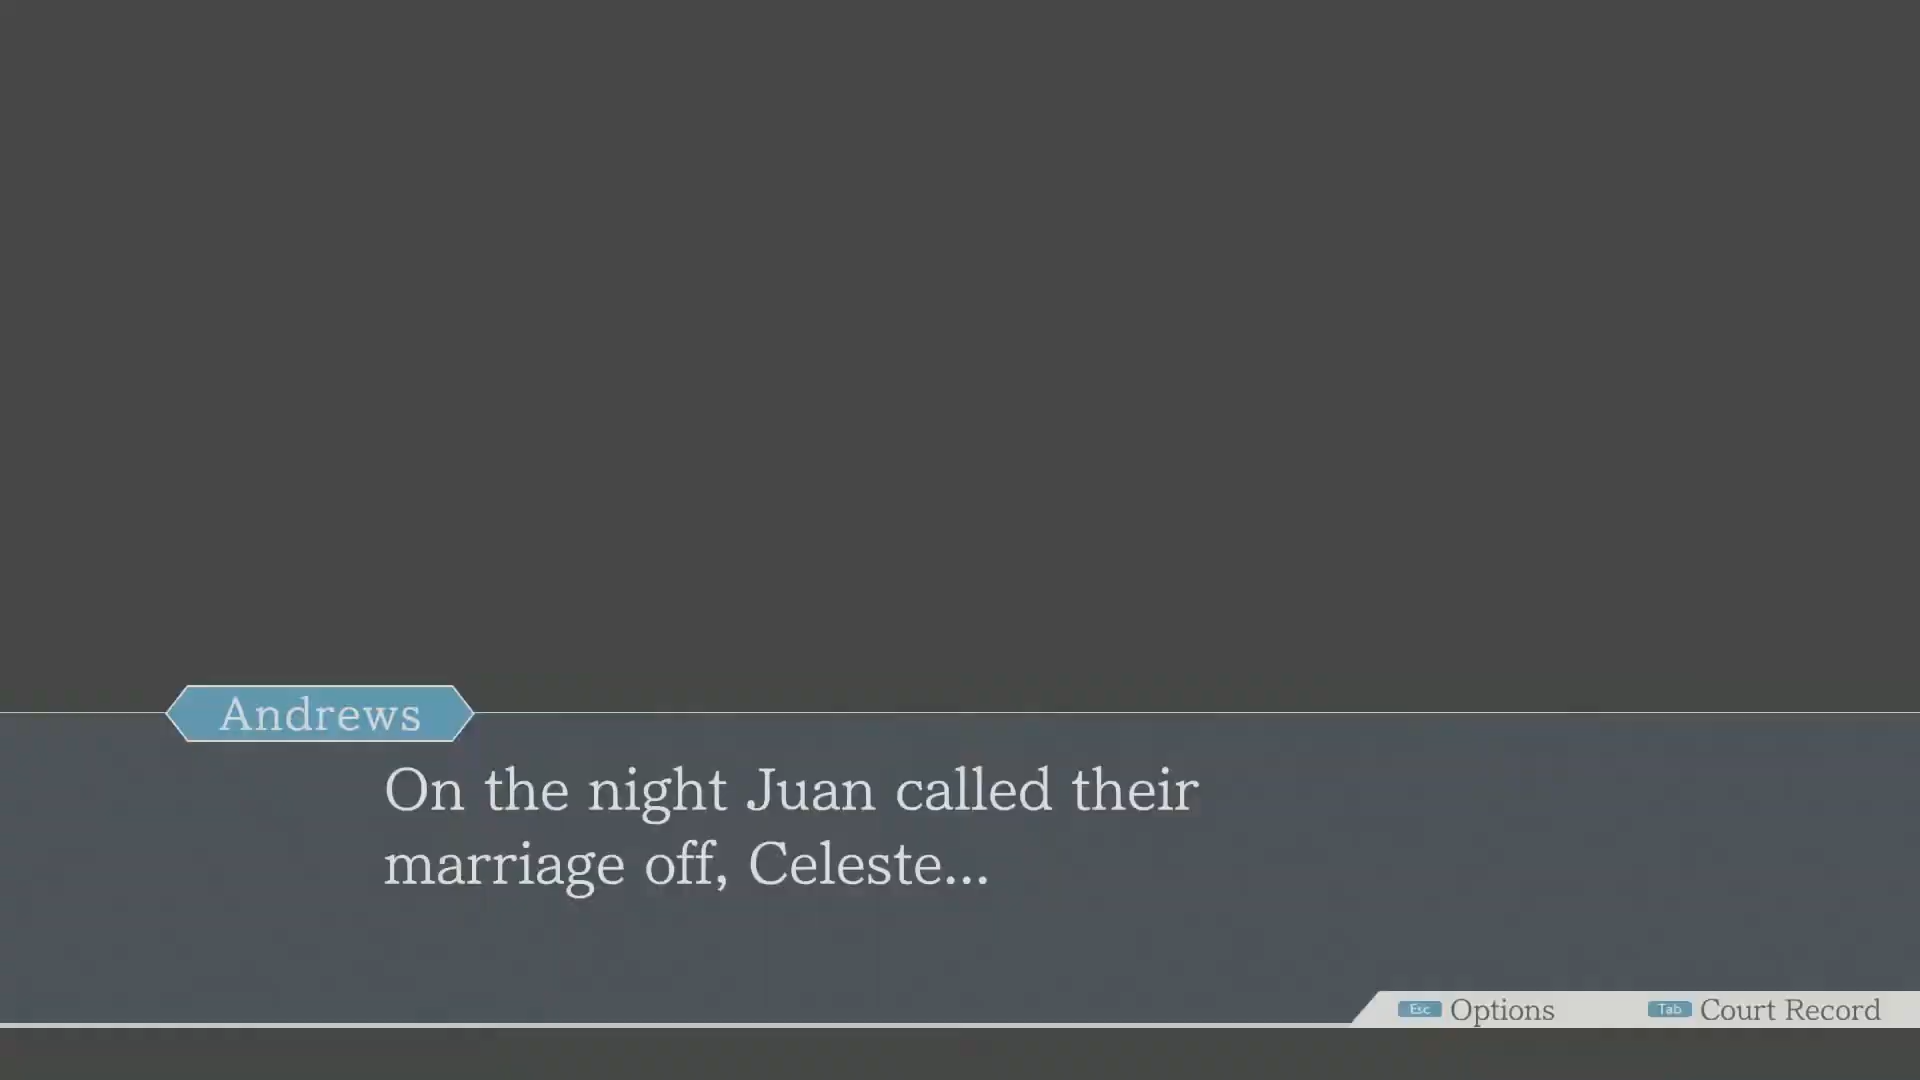 Andrews
On the night Juan called their
marriage off, Celeste...
Esc Options Tab Court Record